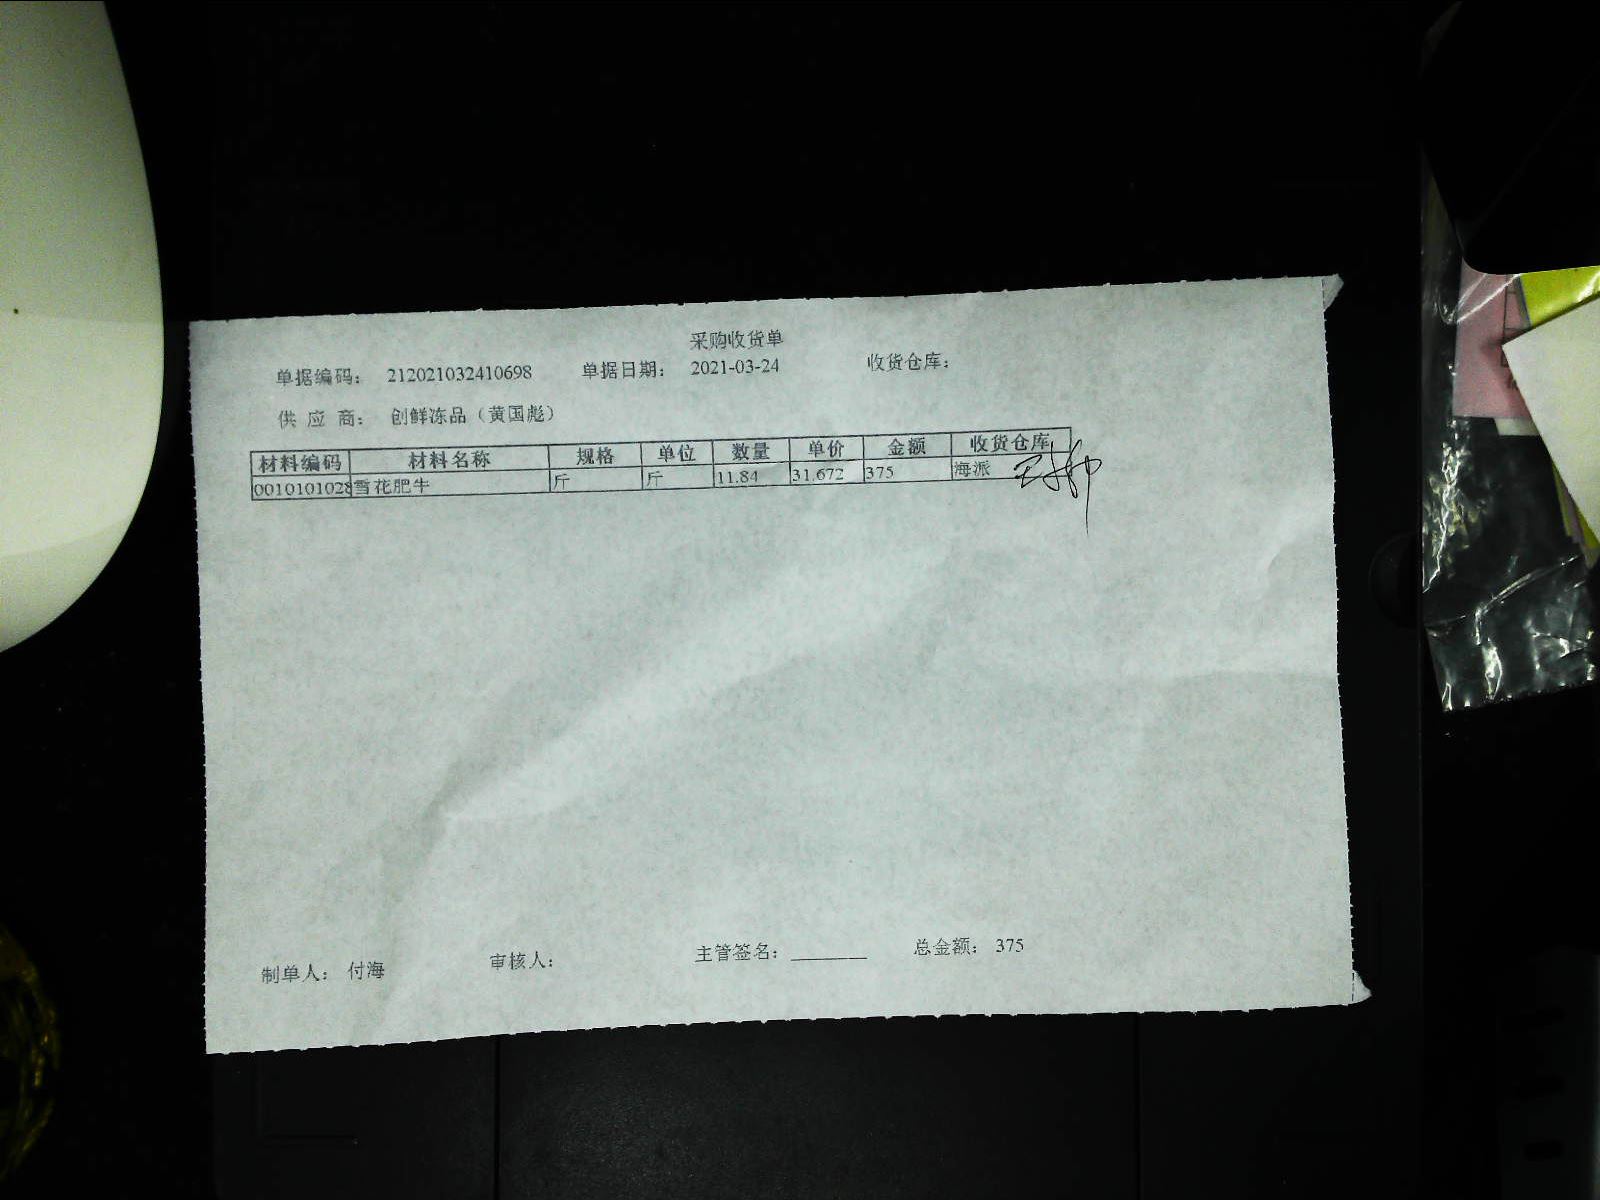 采购收货单
单据编码： 212021032410698 单据日期： 2021-03-24 收货仓库：
供 应 商： 创鲜冻品（黄国彪）
材料编码 材料名称 规格 单位 数量 单价 金额 收货仓库
0010101028 雪花肥牛 斤 斤 11.84 31.672 375 海派
制单人： 付海 审核人： 主管签名：_______ 总金额： 375